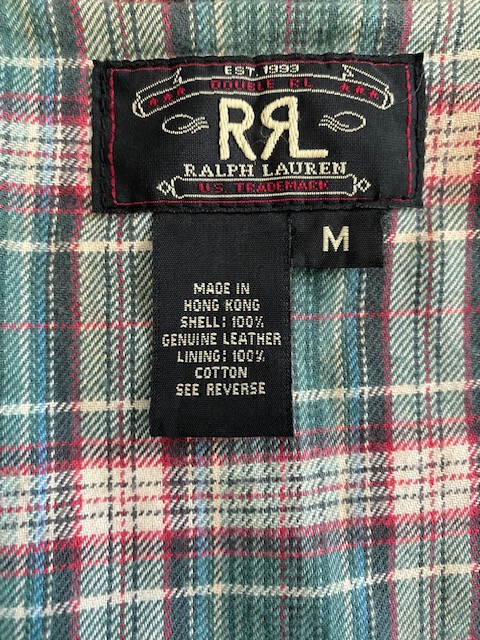 EST. 1993
DOUBLE RL
RRL
RALPH LAUREN
U.S. TRADEMARK
M
MADE IN
HONG KONG
SHELL: 100%
GENUINE LEATHER
LINING: 100%
COTTON
SEE REVERSE